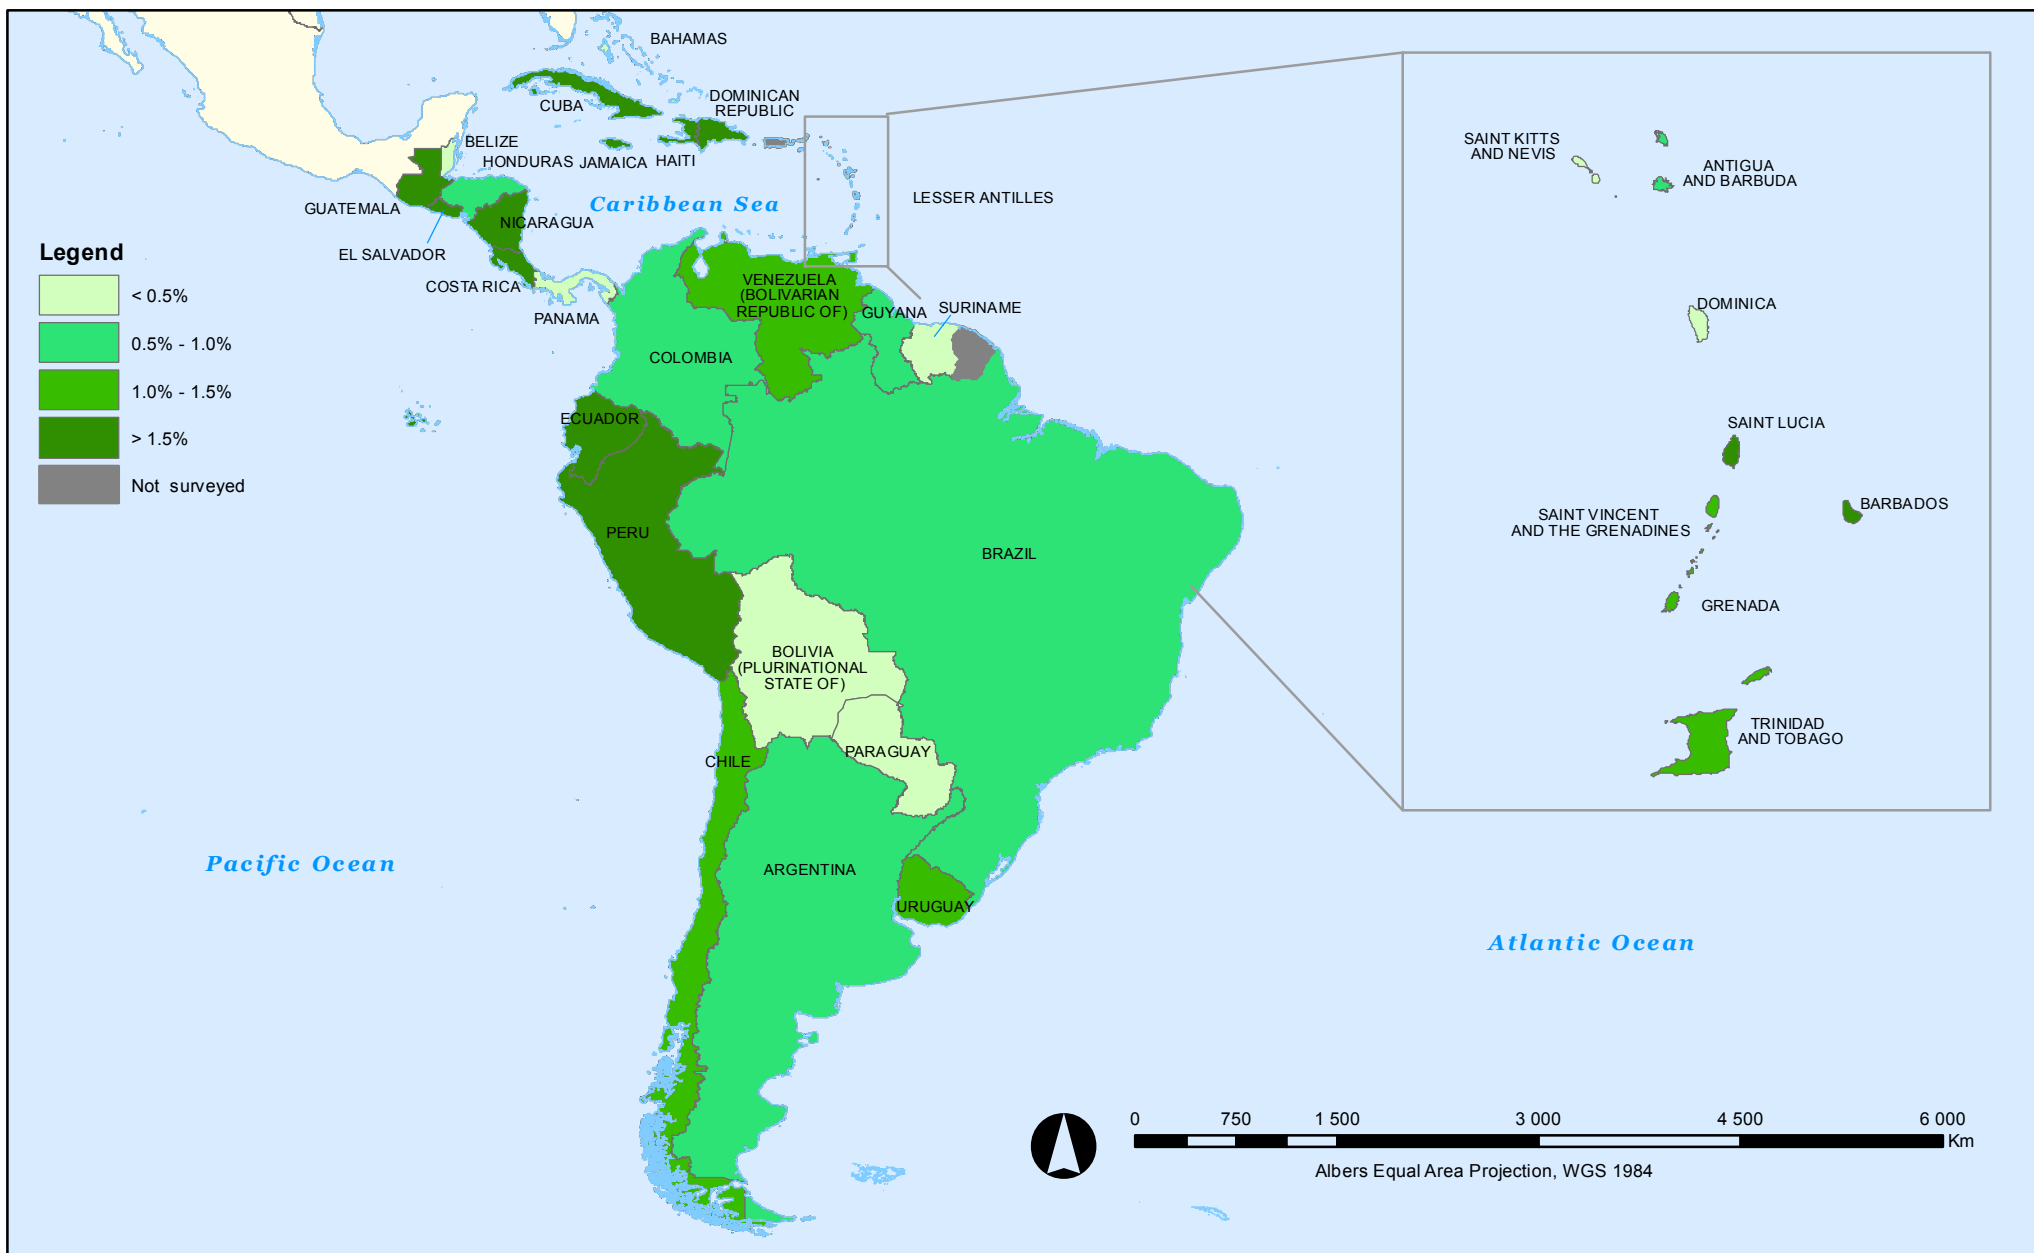 BAHAMAS
CUBA
DOMINICAN
REPUBLIC
BELIZE
HONDURAS
JAMAICA
HAITI
GUATEMALA
Caribbean Sea
LESSER ANTILLES
NICARAGUA
EL SALVADOR
COSTA RICA
PANAMA
Legend
< 0.5%
0.5% - 1.0%
1.0% - 1.5%
> 1.5%
Not surveyed
VENEZUELA
(BOLIVARIAN
REPUBLIC OF)
GUYANA
SURINAME
COLOMBIA
ECUADOR
PERU
BRAZIL
BOLIVIA
(PLURINATIONAL
STATE OF)
PARAGUAY
CHILE
ARGENTINA
URUGUAY
Pacific Ocean
Atlantic Ocean
SAINT KITTS
AND NEVIS
ANTIGUA
AND BARBUDA
DOMINICA
SAINT LUCIA
SAINT VINCENT
AND THE GRENADINES
BARBADOS
GRENADA
TRINIDAD
AND TOBAGO
0 750 1 500 3 000 4 500 6 000
Km
Albers Equal Area Projection, WGS 1984